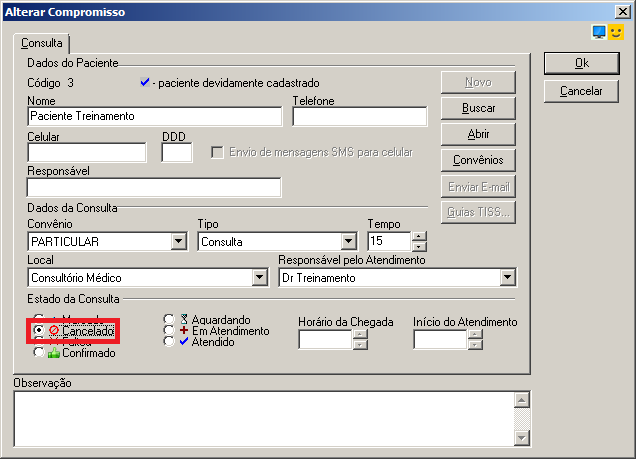 Alterar Compromisso
Consulta
Dados do Paciente
Código 3
- paciente devidamente cadastrado
Nome
Telefone
Paciente Treinamento
Celular
DDD
Envio de mensagens SMS para celular
Responsável
Novo
Buscar
Abrir
Convênios
Enviar E-mail
Guias TISS...
Ok
Cancelar
Dados da Consulta
Convênio
Tipo
Tempo
PARTICULAR
Consulta
15
Local
Responsável pelo Atendimento
Consultório Médico
Dr Treinamento
Estado da Consulta
Cancelado
Confirmado
Aguardando
Em Atendimento
Atendido
Horário da Chegada
Início do Atendimento
Observação